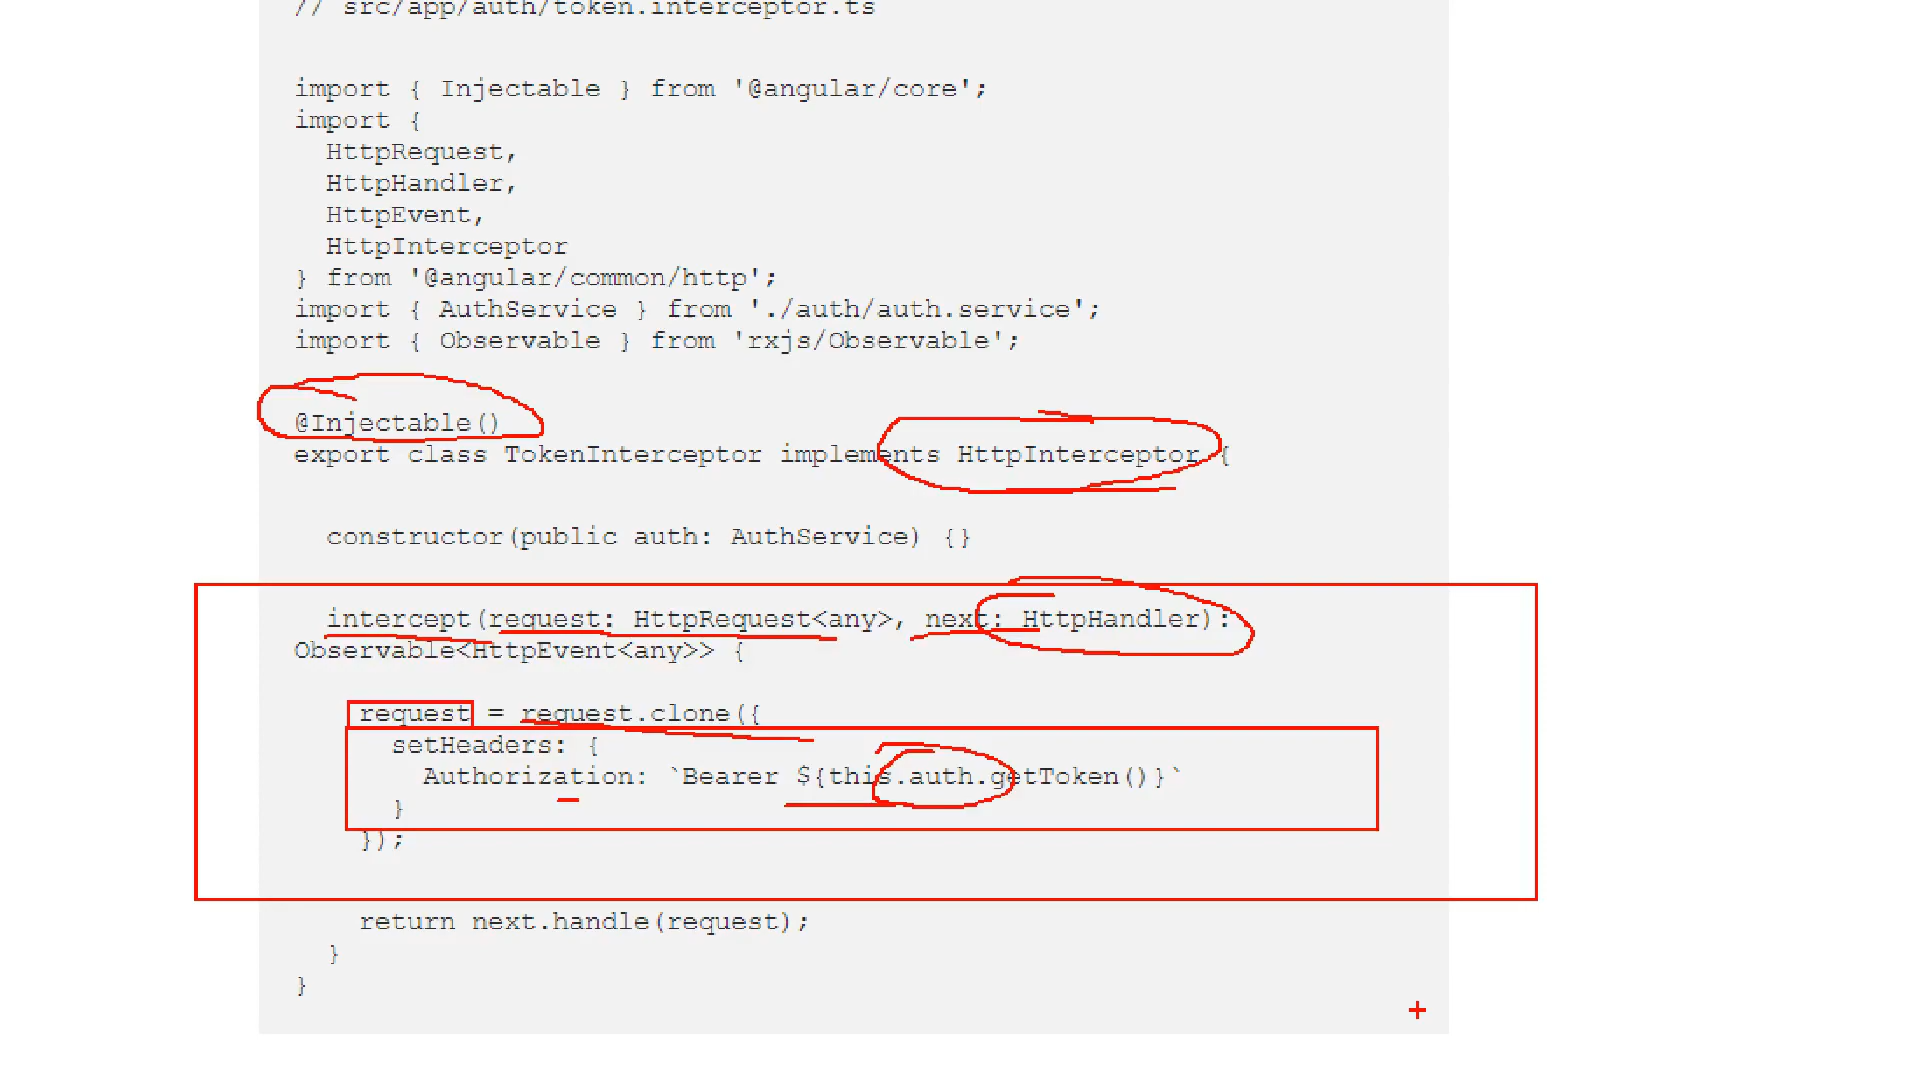 // src/app/auth/token.interceptor.ts
import { Injectable } from '@angular/core';
import {
HttpRequest,
HttpHandler,
HttpEvent,
HttpInterceptor
} from '@angular/common/http';
import { AuthService } from './auth/auth.service';
import { Observable } from 'rxjs/Observable';
@Injectable()
export class TokenInterceptor implements HttpInterceptor {
constructor(public auth: AuthService) {}
intercept(request: HttpRequest<any>, next: HttpHandler):
Observable<HttpEvent<any>> {
request = request.clone({
setHeaders: {
Authorization: `Bearer ${this.auth.getToken()}`
}
});
return next.handle(request);
}
}